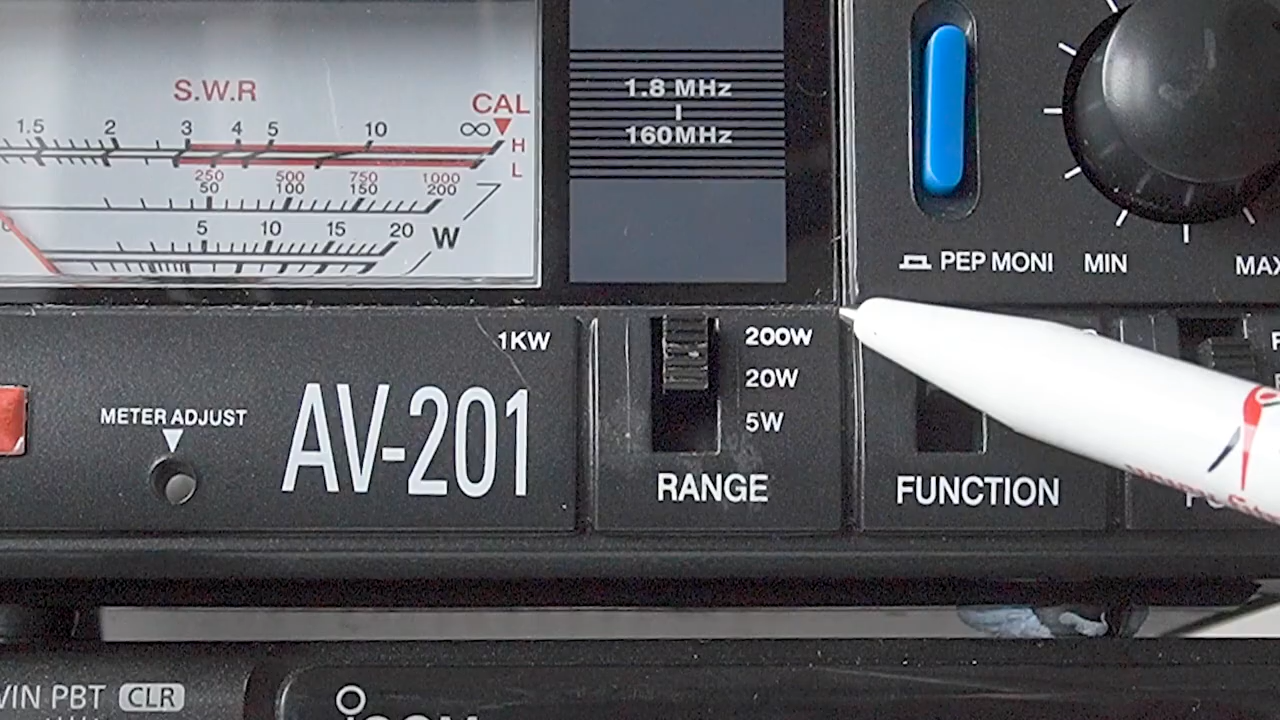 S.W.R
CAL
1.5 2 3 4 5 10 ∞
H
L
250 500 750 1000
50 100 150 200
5 10 15 20
W
0
1.8 MHz
160MHz
PEP MONI
MIN
MAX
1KW
200W
20W
5W
METER ADJUST
AV-201
RANGE
FUNCTION
PBT CLR